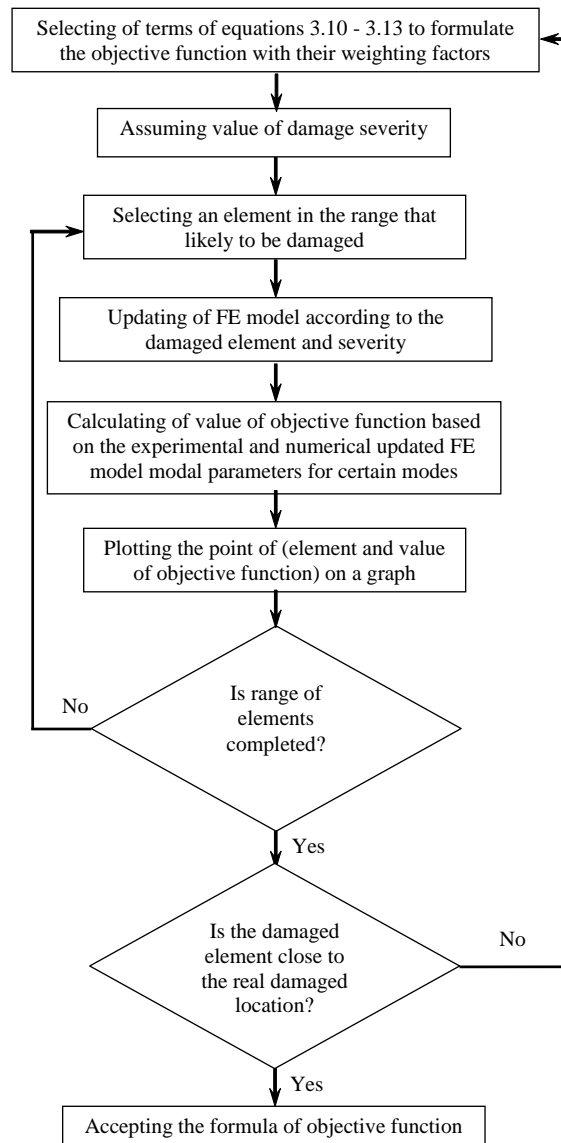 Selecting of terms of equations 3.10 - 3.13 to formulate
the objective function with their weighting factors
Assuming value of damage severity
Selecting an element in the range that
likely to be damaged
Updating of FE model according to the
damaged element and severity
Calculating of value of objective function based
on the experimental and numerical updated FE
model modal parameters for certain modes
Plotting the point of (element and value
of objective function) on a graph
Is range of
elements
completed?
No
Yes
Is the damaged
element close to
the real damaged
location?
No
Yes
Accepting the formula of objective function